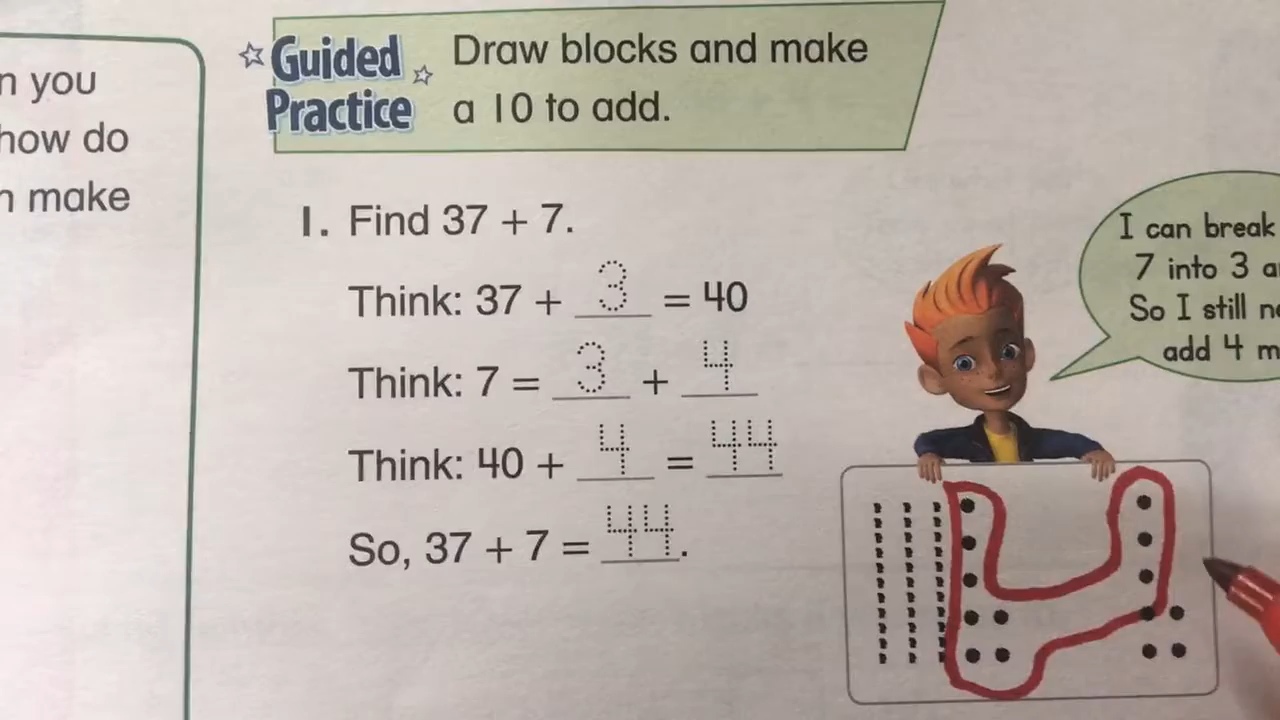 n you
how do
n make
Guided Practice
Draw blocks and make
a 10 to add.
1. Find 37 + 7.
Think: 37 + 3 = 40
Think: 7 = 3 + 4
Think: 40 + 4 = 44
So, 37 + 7 = 44.
I can break
7 into 3 a
So I still ne
add 4 m